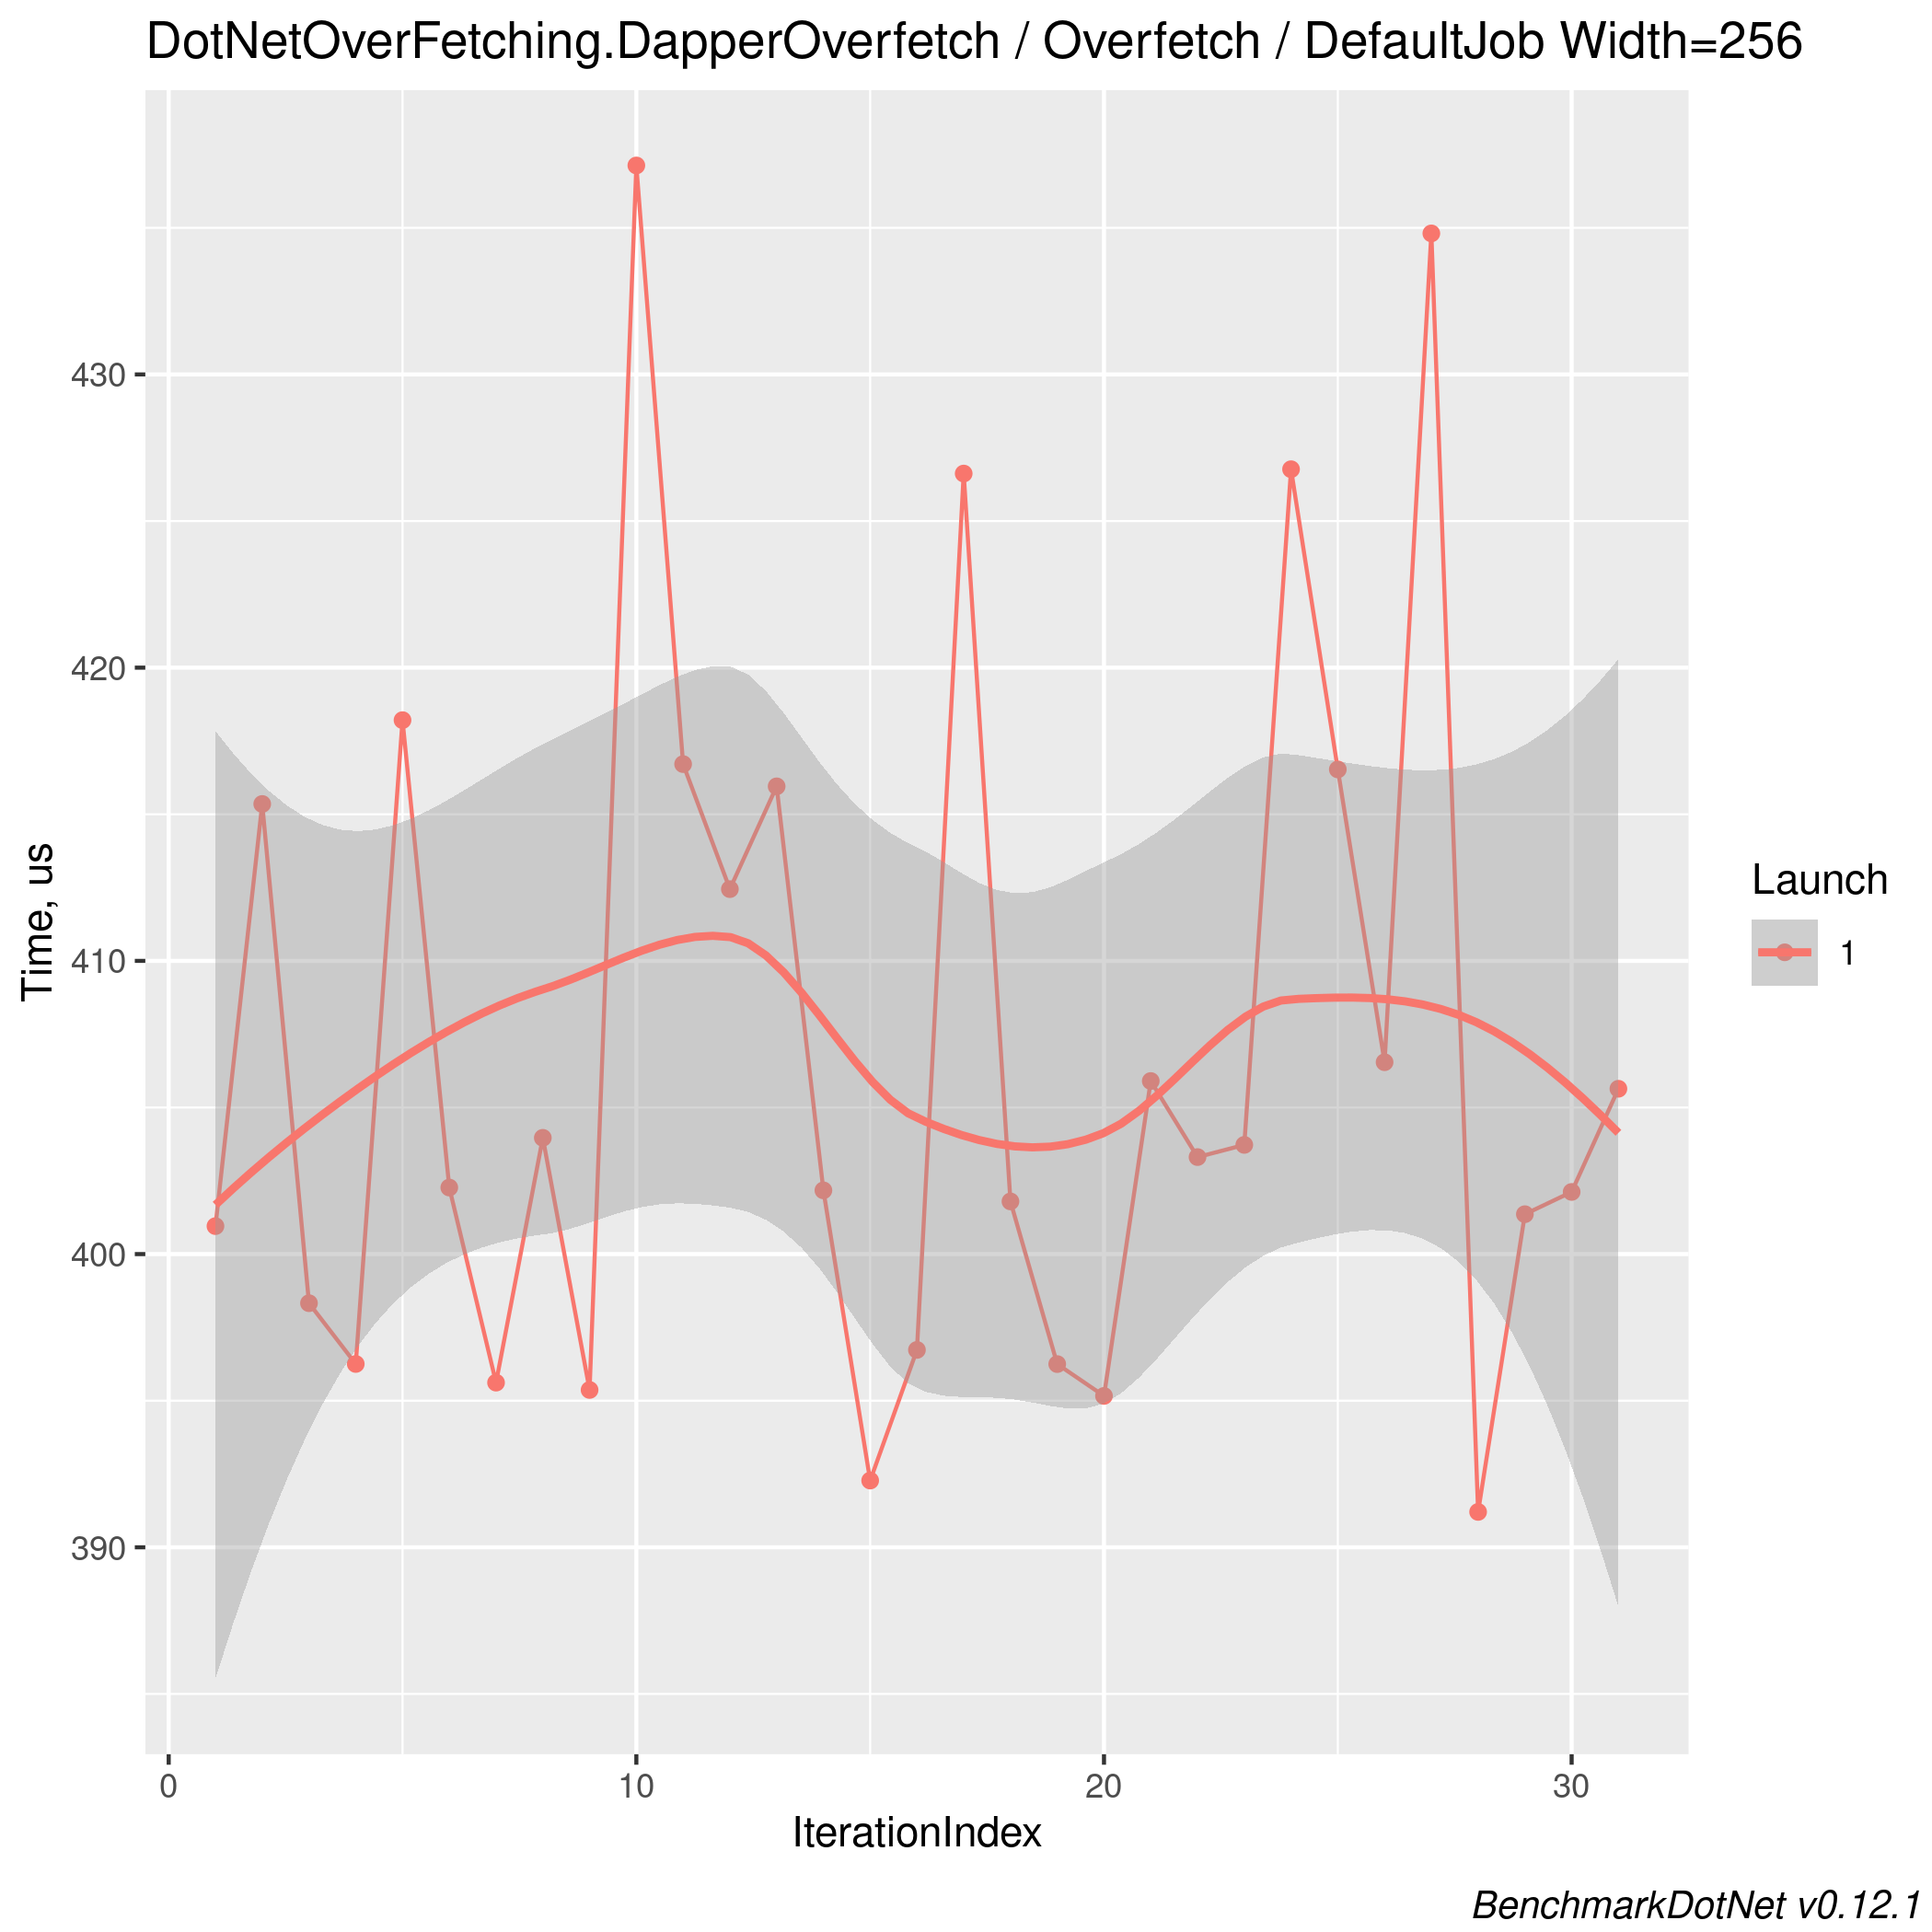 DotNetOverFetching.DapperOverfetch / Overfetch / DefaultJob Width=256
430
420
410
400
390
Time, us
0 10 20 30
IterationIndex
Launch
1
BenchmarkDotNet v0.12.1